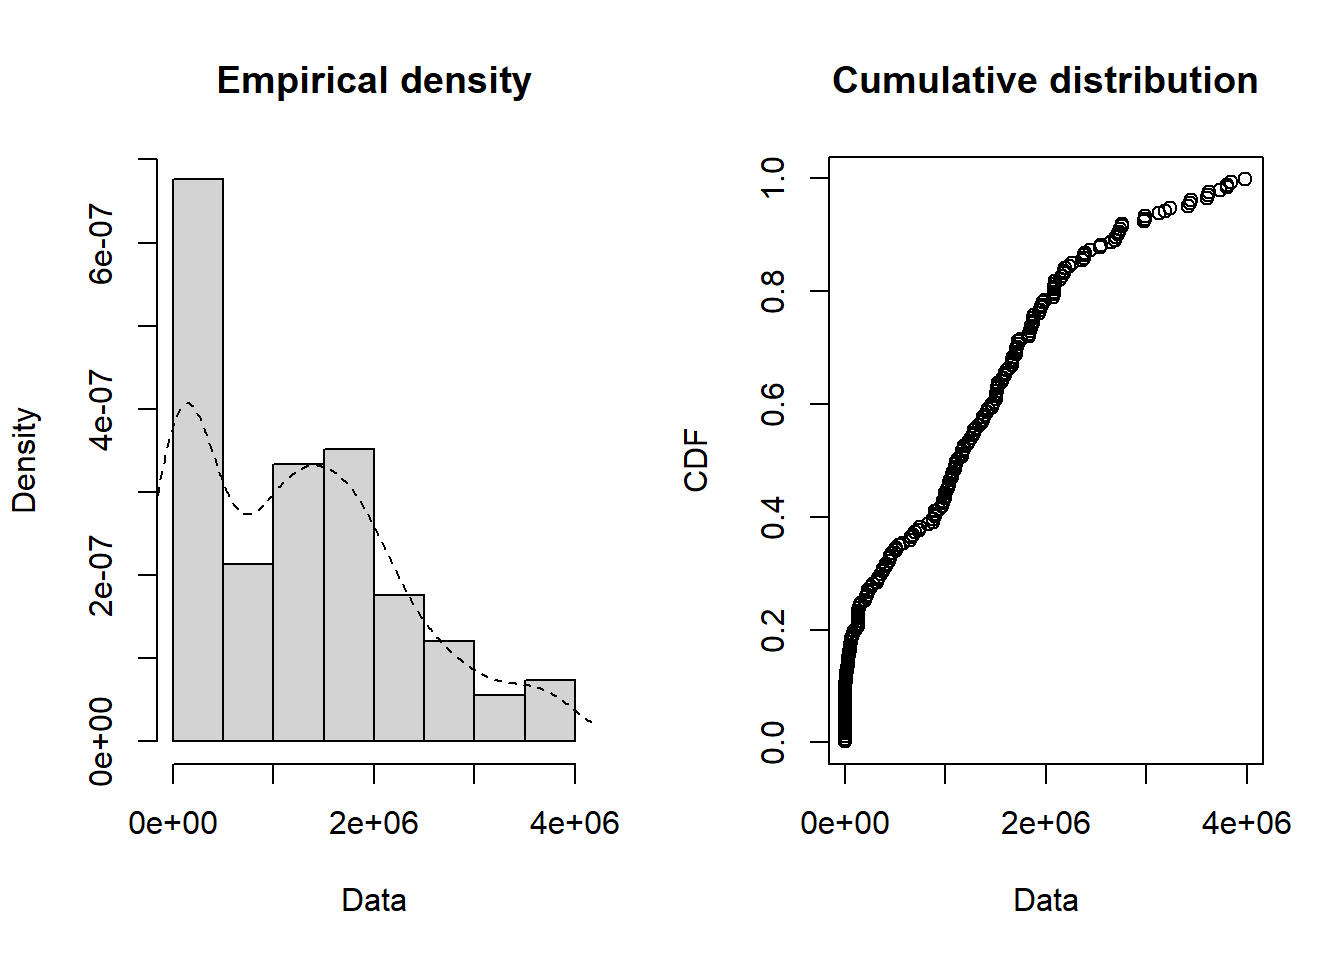 Empirical density
Density
0e+00
2e-07
4e-07
6e-07
0e+00
2e+06
4e+06
Data
Cumulative distribution
CDF
0.0
0.2
0.4
0.6
0.8
1.0
0e+00
2e+06
4e+06
Data